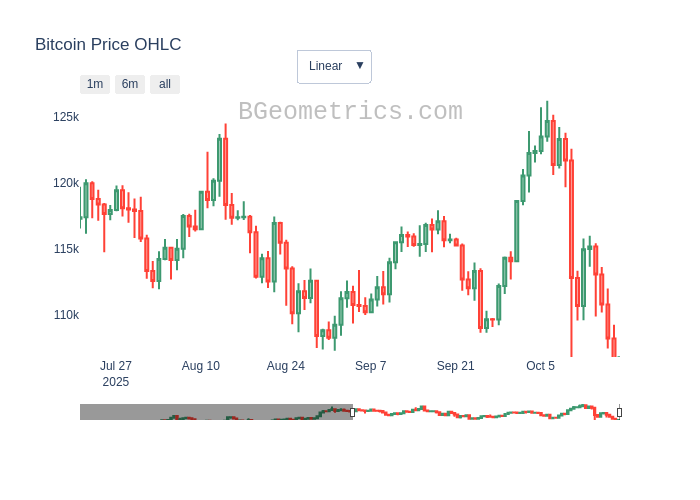 Bitcoin Price OHLC
Linear ▼
1m 6m all
BGeometrics.com
125k
120k
115k
110k
Jul 27 Aug 10 Aug 24 Sep 7 Sep 21 Oct 5
2025